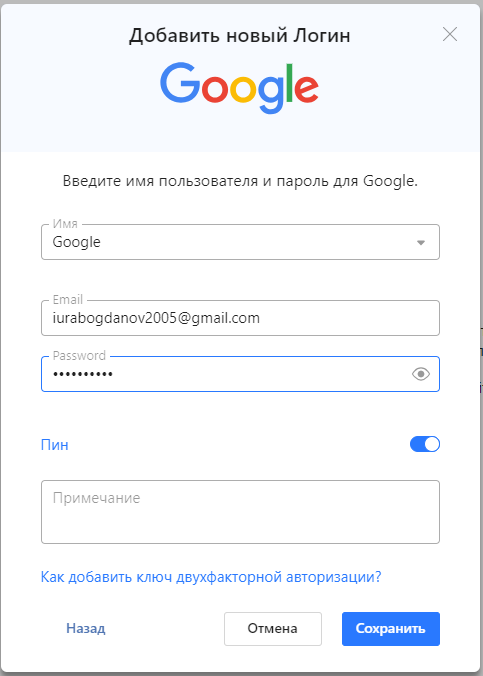 Добавить новый Логин
Google
Введите имя пользователя и пароль для Google.
Имя
Google
Email
iurabogdanov2005@gmail.com
Password
••••••••••
Пин
Примечание
Как добавить ключ двухфакторной авторизации?
Назад Отмена Сохранить